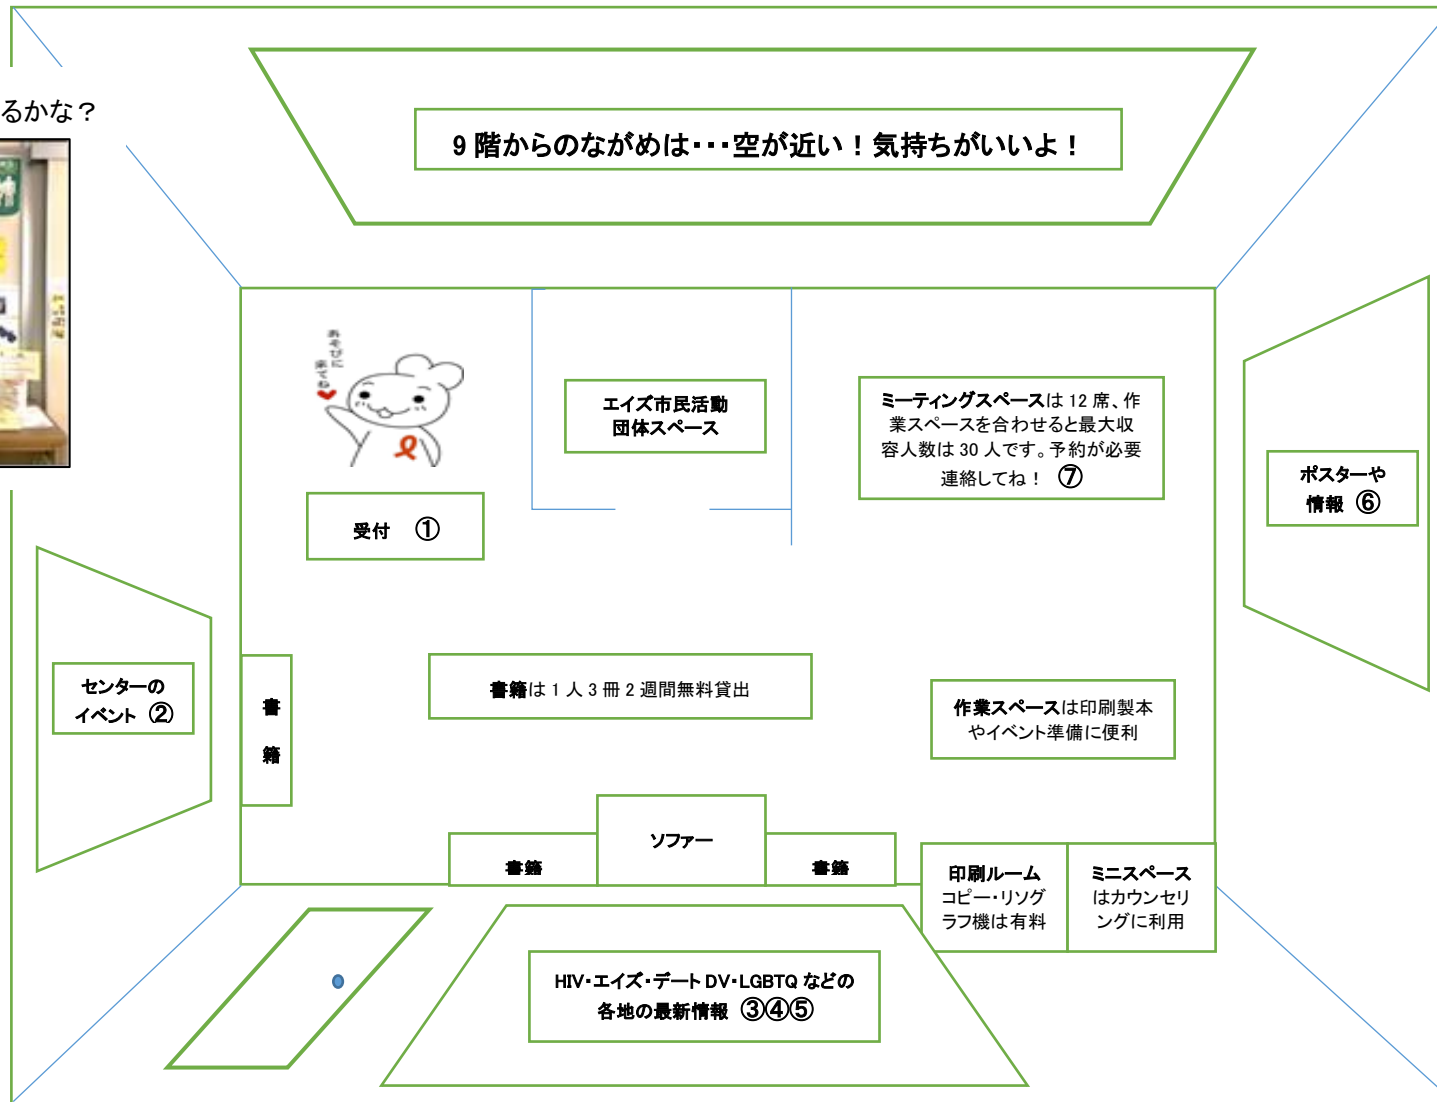 るかな？
9階からのながめは・・・空が近い！気持ちがいいよ！
あそびに
来てね
エイズ市民活動
団体スペース
ミーティングスペースは12席、作
業スペースを合わせると最大収
容人数は30人です。予約が必要
連絡してね！ ⑦
ポスターや
情報 ⑥
受付 ①
センターの
イベント ②
書
籍
書籍は1人3冊2週間無料貸出
作業スペースは印刷製本
やイベント準備に便利
ソファー
書籍
書籍
印刷ルーム
コピー・リソグ
ラフ機は有料
ミニスペース
はカウンセリ
ングに利用
HIV・エイズ・デートDV・LGBTQなどの
各地の最新情報 ③④⑤